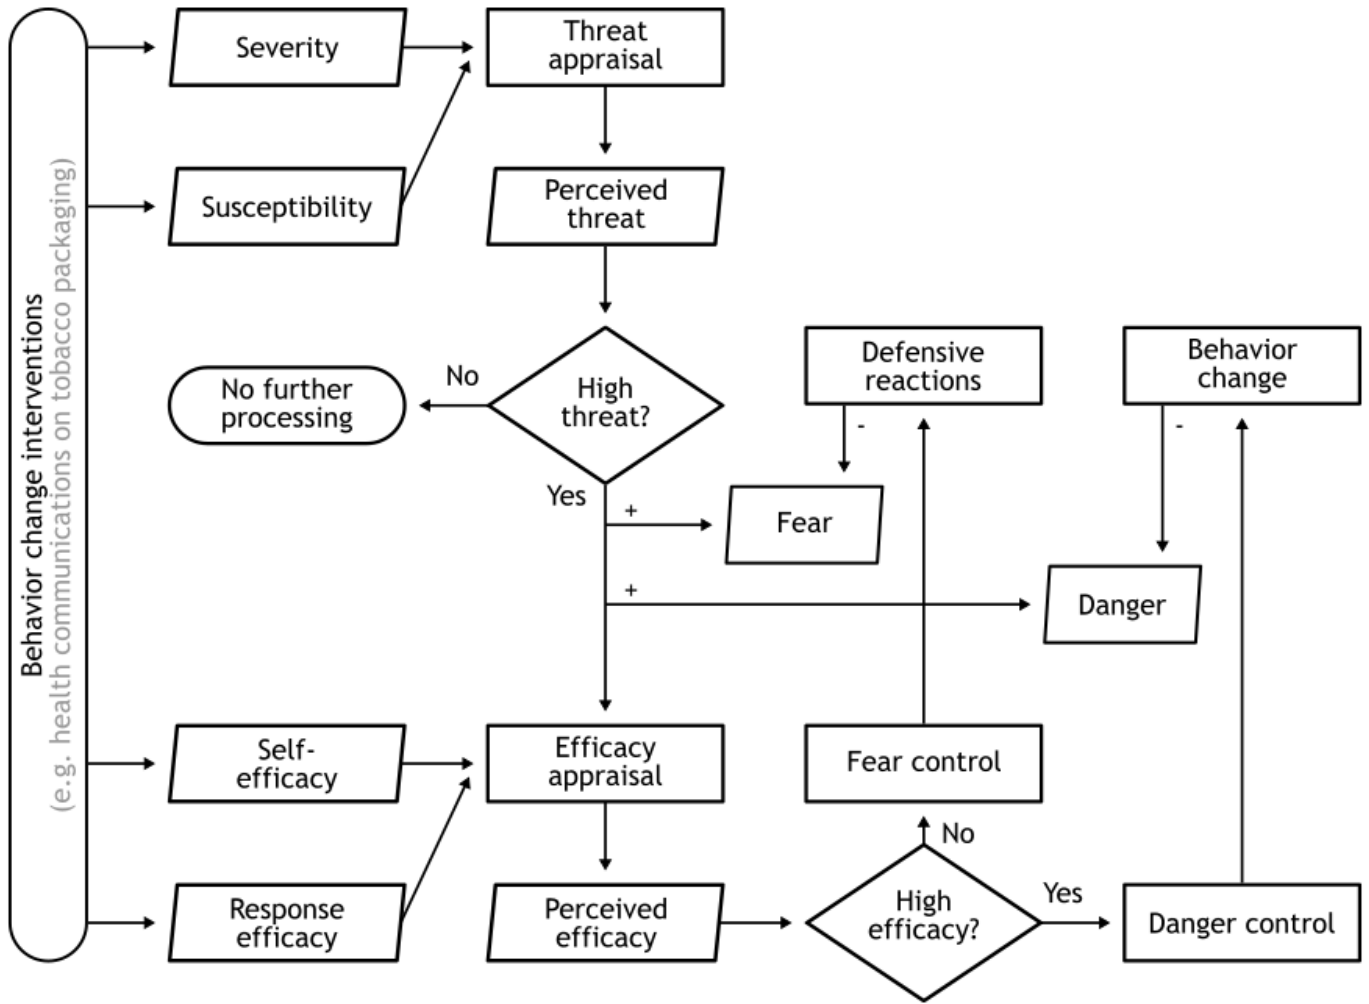 Behavior change interventions
(e.g. health communications on tobacco packaging)
Severity
Threat
appraisal
Susceptibility
Perceived
threat
No further
processing
No
High
threat?
Yes
Defensive
reactions
Behavior
change
-
-
+
Fear
+
Danger
Self-
efficacy
Efficacy
appraisal
Fear control
No
Response
efficacy
Perceived
efficacy
High
efficacy?
Yes
Danger control